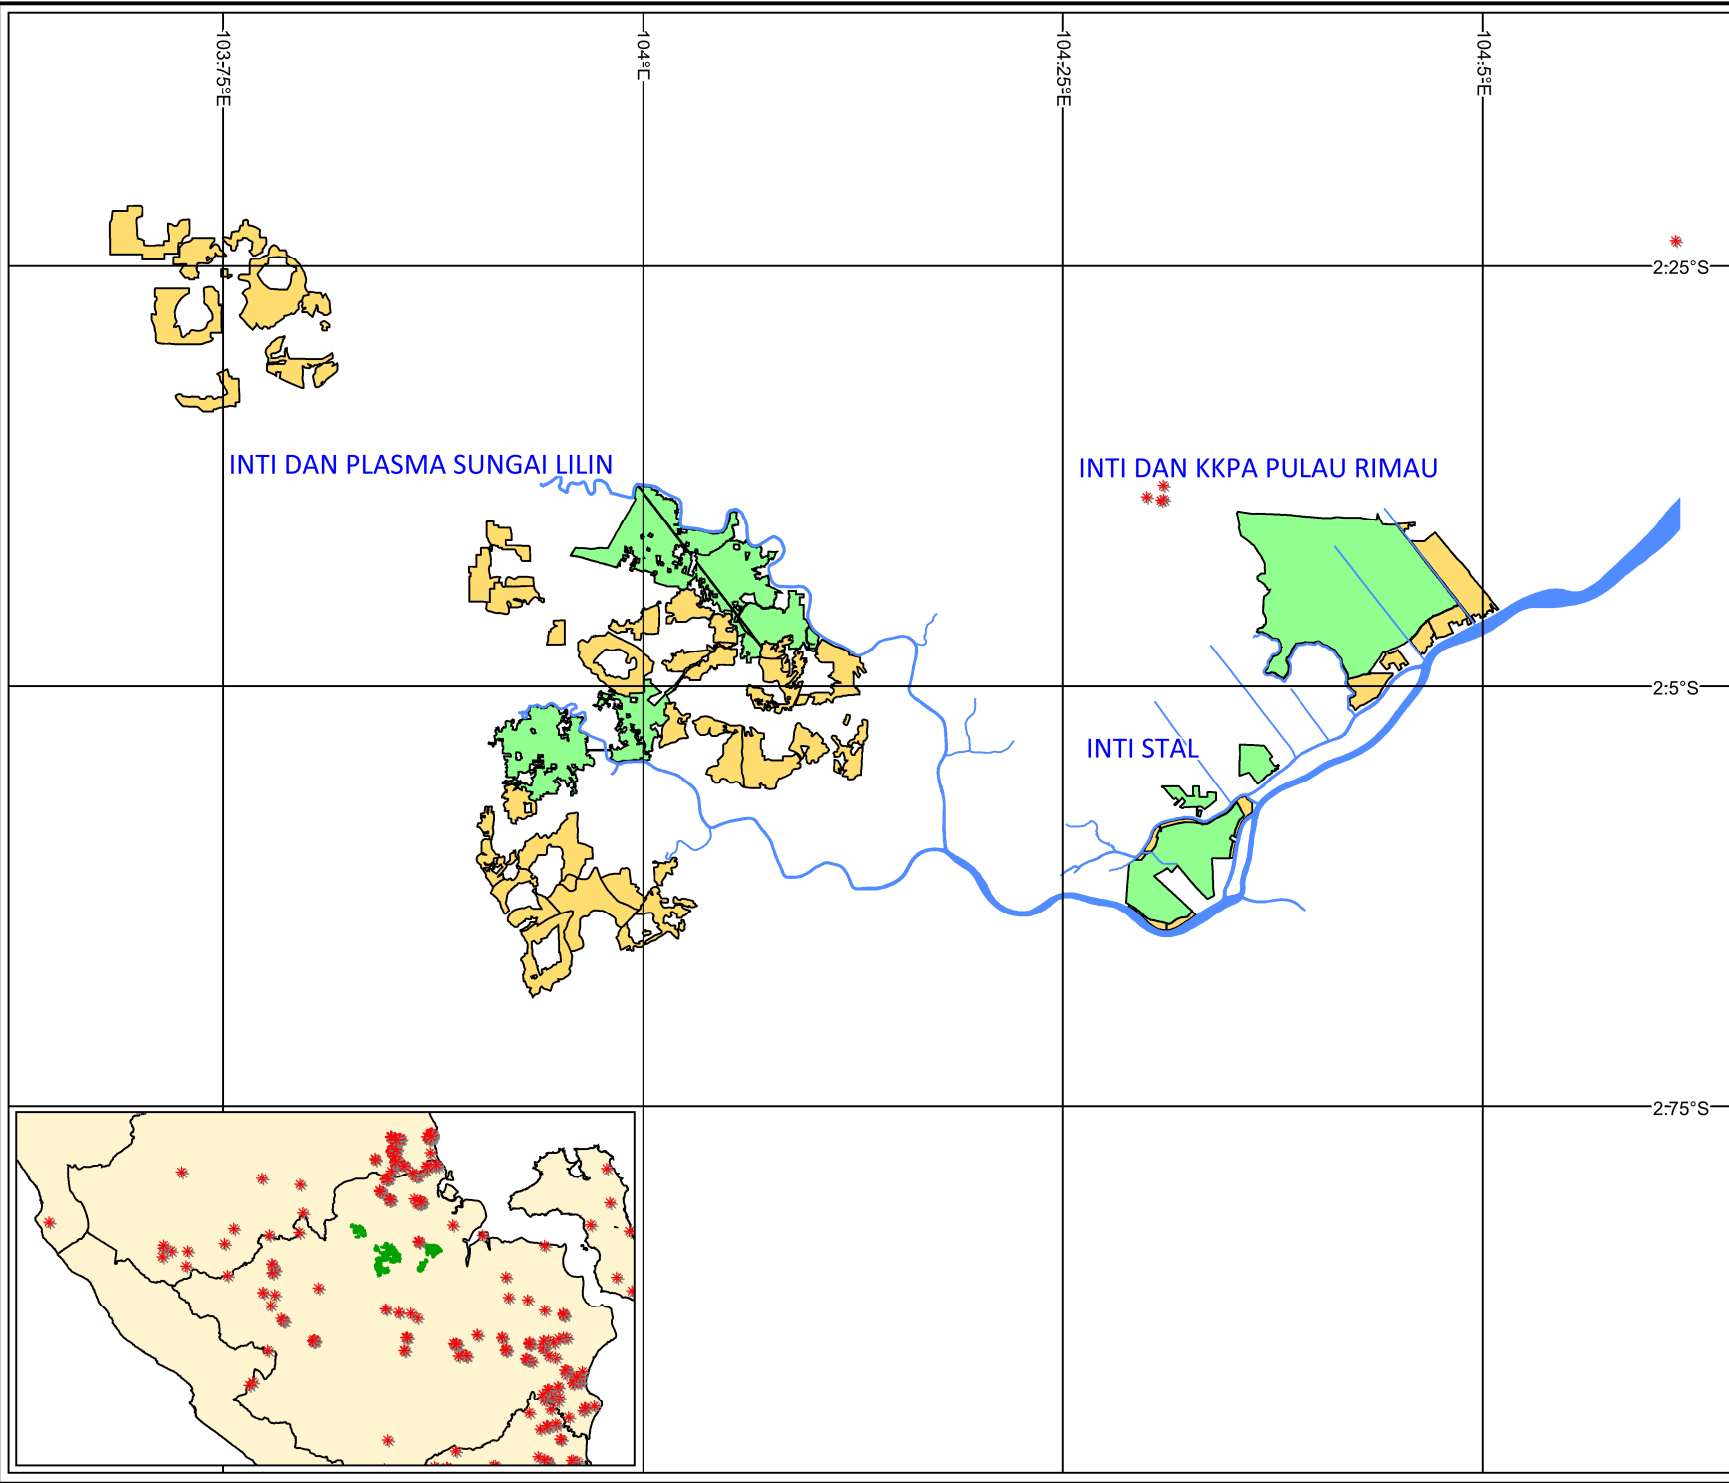 103.75°E
104°E
104.25°E
104.5°E
2.25°S
INTI DAN PLASMA SUNGAI LILIN
INTI DAN KKPA PULAU RIMAU
2.5°S
INTI STAL
2.75°S